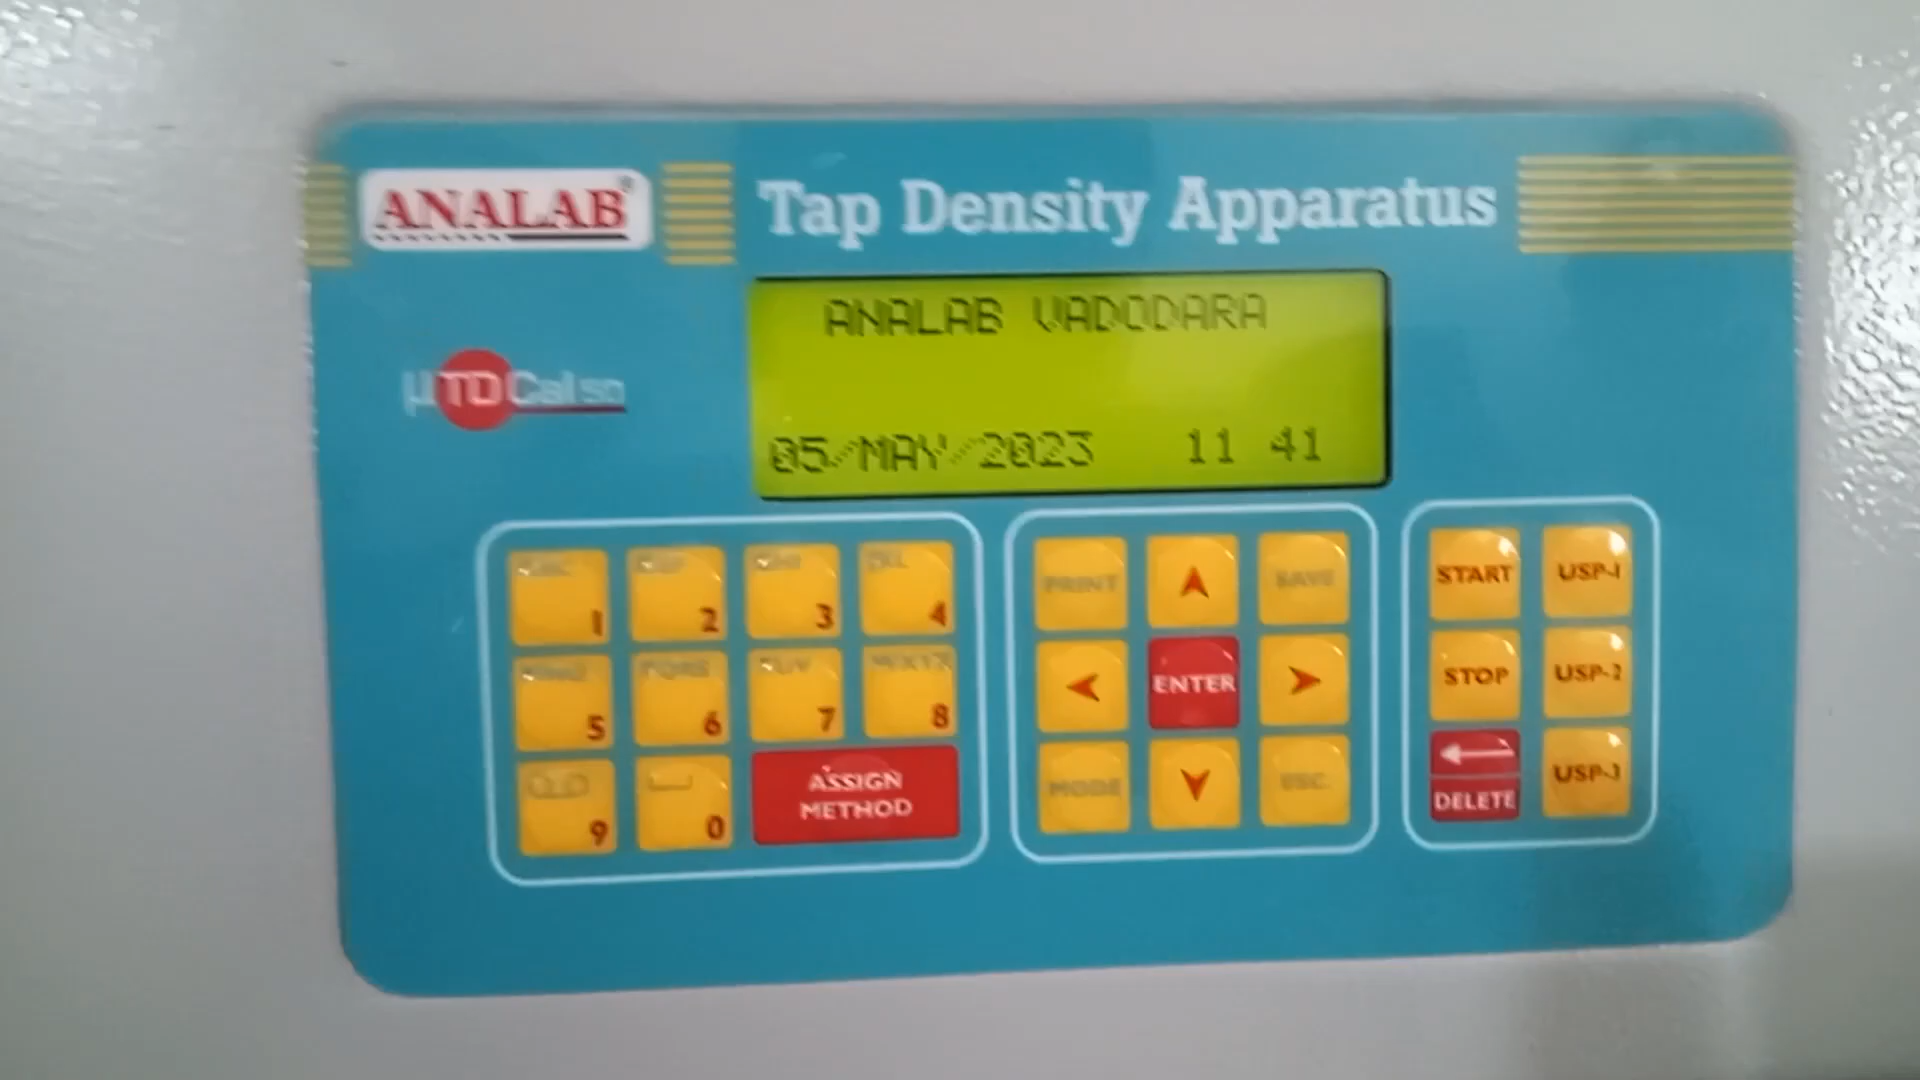 ANALAB®
Tap Density Apparatus
ANALAB VADODARA
µTDCal50
05/MAY/2023 11 41
1 2 3 4
PRINT SAVE
START USP-1
5 6 7 8
ENTER
STOP USP-2
9 0
ASSIGN
METHOD
MODE ESC.
DELETE USP-3